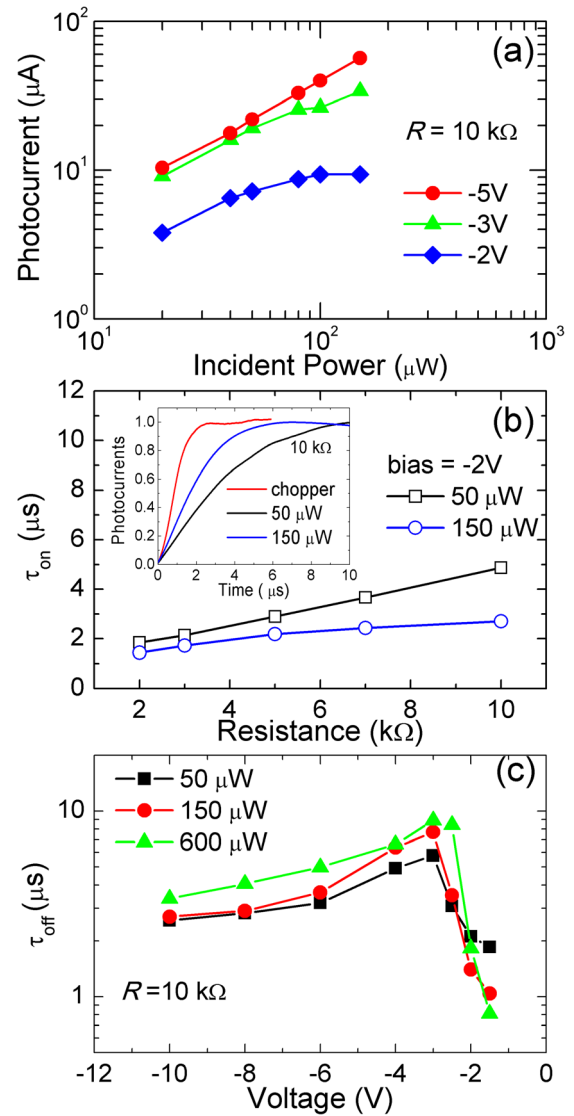 (a)
10²
10¹
10⁰
Photocurrent (μA)
R = 10 kΩ
-5V
-3V
-2V
10¹ 10² 10³
Incident Power (μW)
(b)
12
10
8
6
4
2
0
τon (μs)
bias = -2V
50 μW
150 μW
1.0
0.8
0.6
0.4
0.2
0.0
Photocurrents
10 kΩ
chopper
50 μW
150 μW
0 2 4 6 8 10
Time ( μs)
2 4 6 8 10
Resistance (kΩ)
(c)
50 μW
150 μW
600 μW
10
1
τoff (μs)
R =10 kΩ
-12 -10 -8 -6 -4 -2 0
Voltage (V)